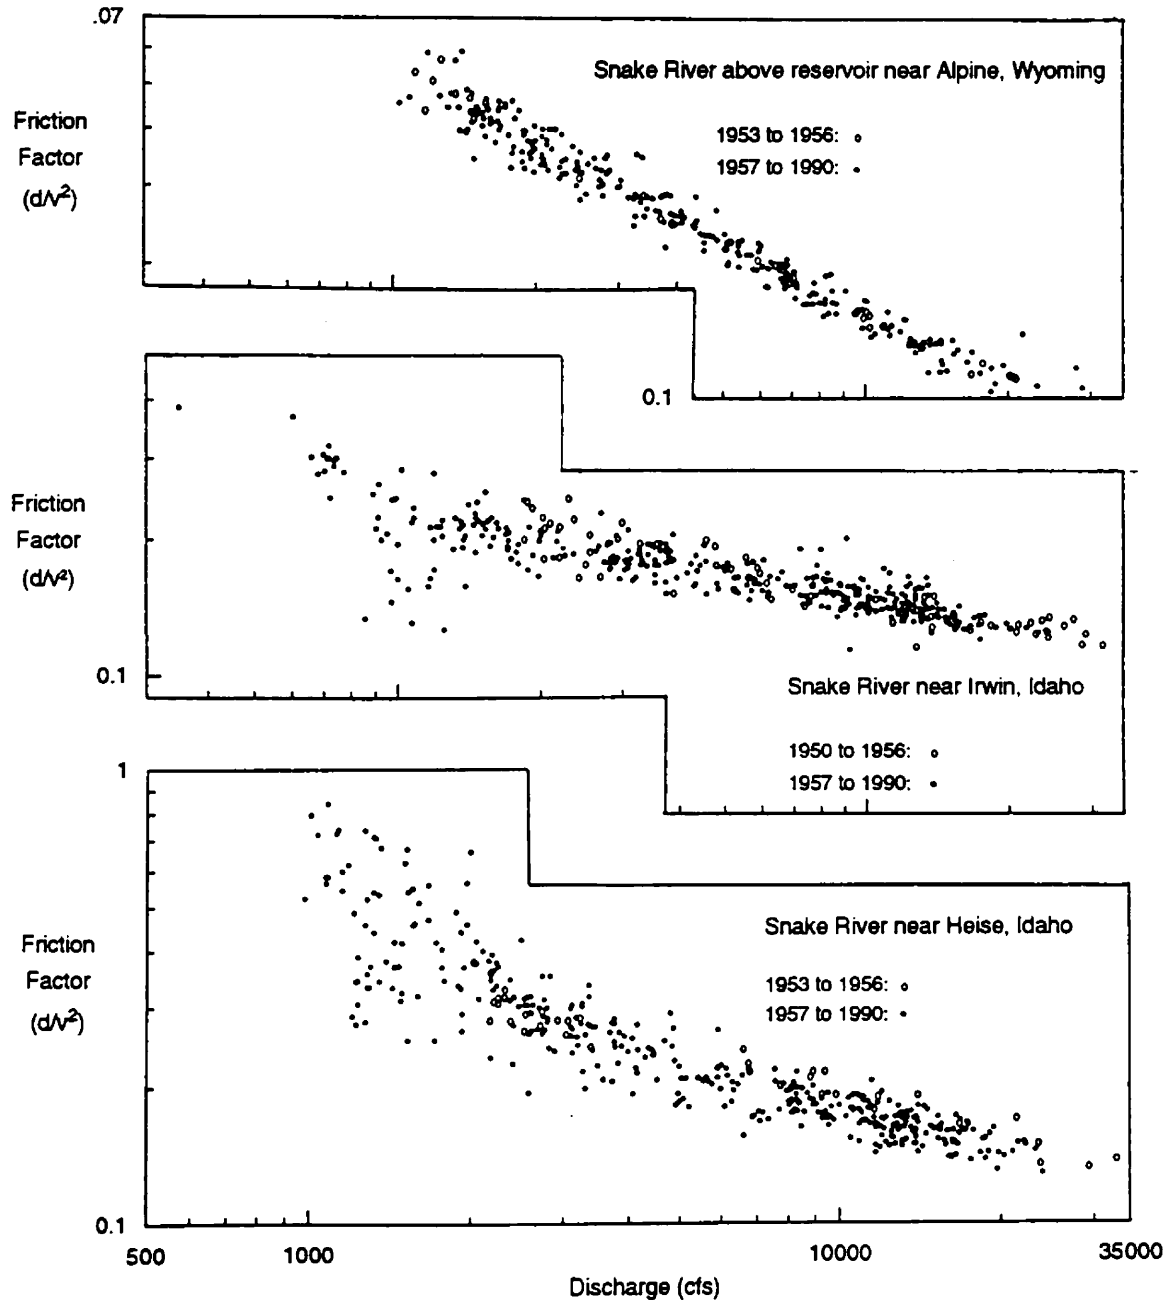 .07
Snake River above reservoir near Alpine, Wyoming
Friction
Factor
(d/v²)
1953 to 1956: o
1957 to 1990: •
0.1
Friction
Factor
(d/v²)
0.1
Snake River near Irwin, Idaho
1950 to 1956: o
1957 to 1990: •
1
Snake River near Heise, Idaho
Friction
Factor
(d/v²)
1953 to 1956: o
1957 to 1990: •
0.1
500 1000 10000 35000
Discharge (cfs)